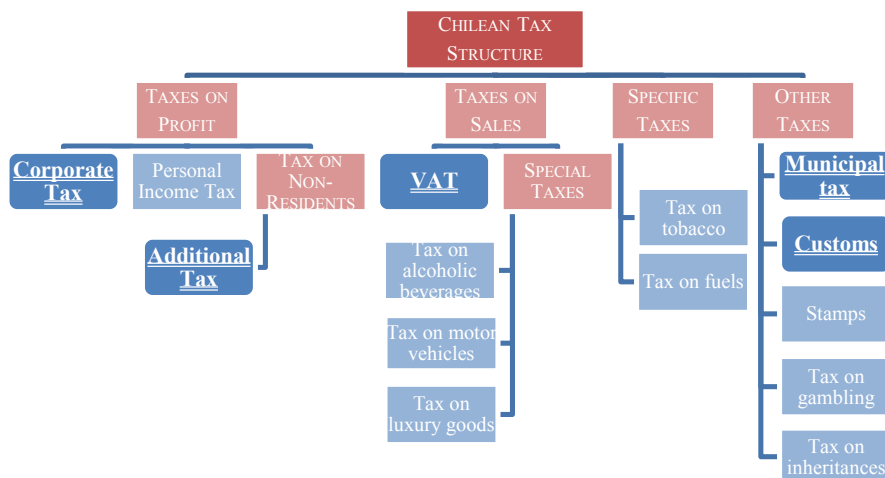 CHILEAN TAX
STRUCTURE
TAXES ON
PROFIT
TAXES ON
SALES
SPECIFIC
TAXES
OTHER
TAXES
Corporate
Tax
Personal
Income Tax
TAX ON
NON-
RESIDENTS
Additional
Tax
VAT
SPECIAL
TAXES
Tax on
alcoholic
beverages
Tax on motor
vehicles
Tax on
luxury goods
Tax on
tobacco
Tax on fuels
Municipal
tax
Customs
Stamps
Tax on
gambling
Tax on
inheritances